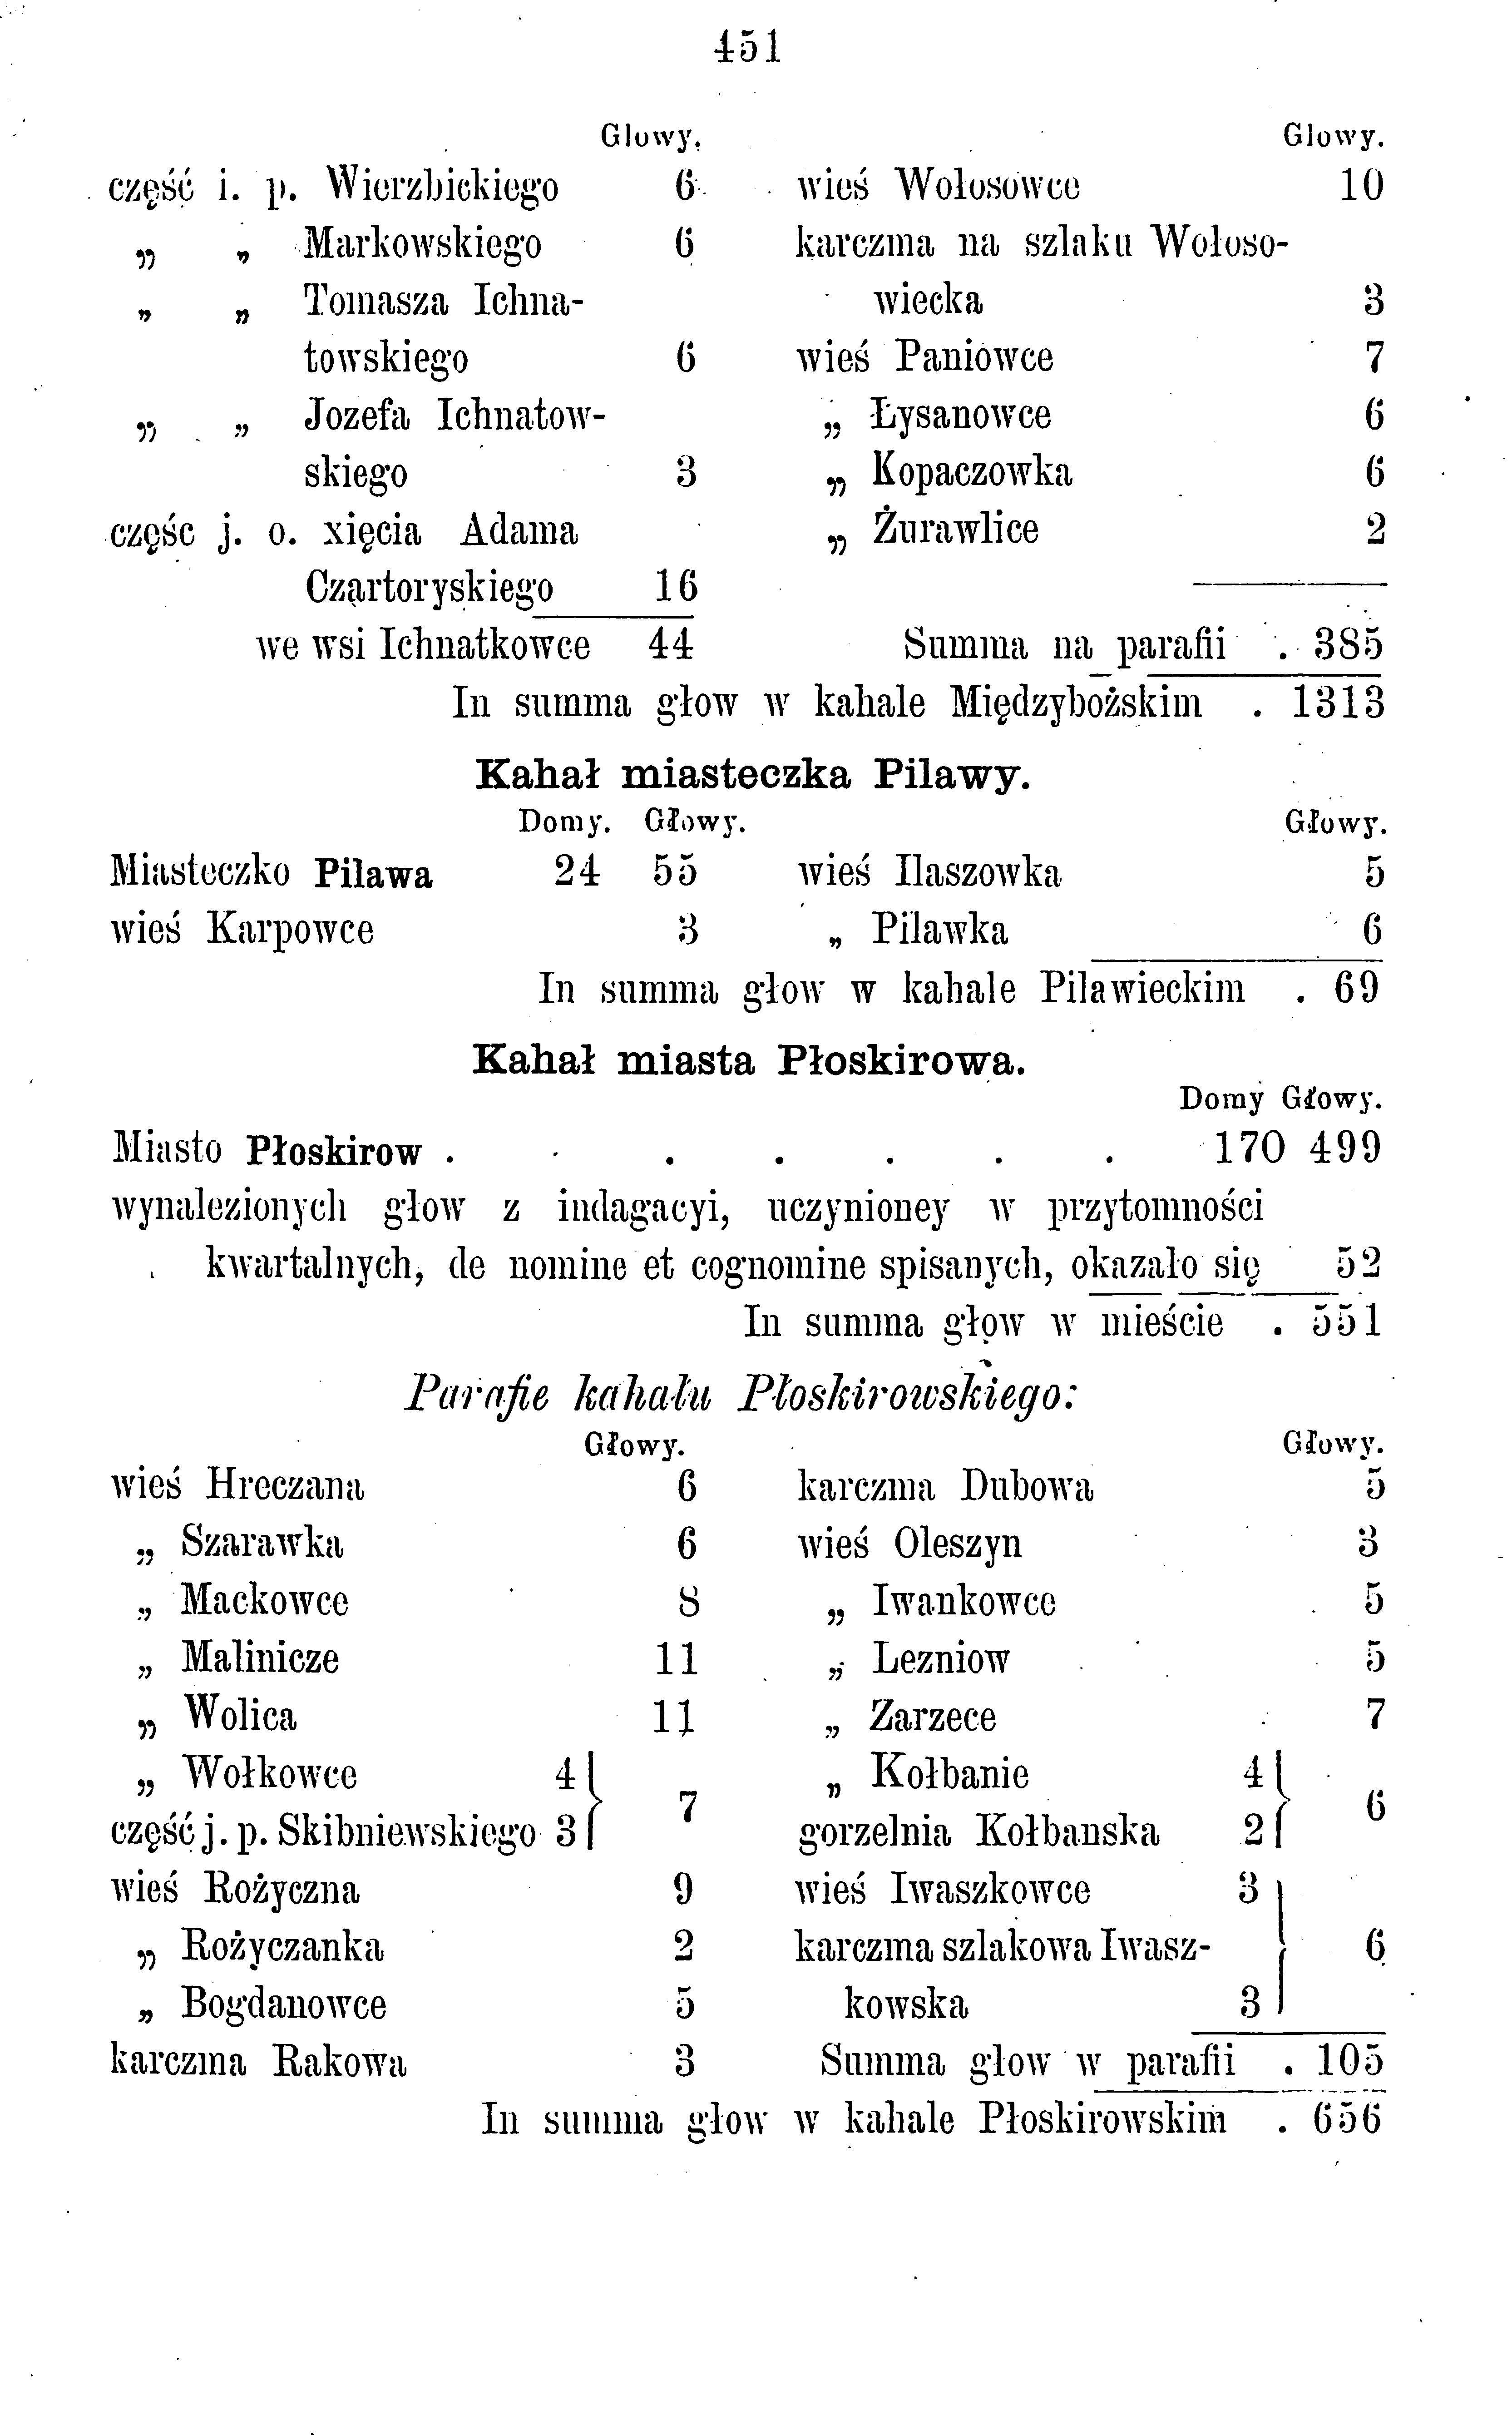 451
Głowy. Głowy.
część i. p. Wierzbickiego 6 wieś Wołosowce 10
„ „ Markowskiego 6 karczma na szlaku Wołoso-
„ „ Tomasza Ichna- wiecka 3
towskiego 6 wieś Paniowce 7
„ „ Jozefa Ichnatow- „ Łysanowce 6
skiego 3 „ Kopaczowka 6
częśc j. o. xięcia Adama „ Żurawlice 2
Czartoryskiego 16
we wsi Ichnatkowce 44 Summa na parafii . 385
In summa głow w kahale Międzybożskim . 1313
Kahał miasteczka Pilawy.
Domy. Głowy. Głowy.
Miasteczko Pilawa 24 55 wieś Ilaszowka 5
wieś Karpowce 3 „ Pilawka 6
In summa głow w kahale Pilawieckim . 69
Kahał miasta Płoskirowa.
Domy Głowy.
Miasto Płoskirow . . . . . . . 170 499
wynalezionych głow z indagacyi, uczynioney w przytomności
kwartalnych, de nomine et cognomine spisanych, okazało się 52
In summa głow w mieście . 551
Parafie kahału Płoskirowskiego:
Głowy. Głowy.
wieś Hreczana 6 karczma Dubowa 5
„ Szarawka 6 wieś Oleszyn 3
„ Mackowce 8 „ Iwankowce 5
„ Malinicze 11 „ Lezniow 5
„ Wolica 11 „ Zarzece 7
„ Wołkowce 4 „ Kołbanie 4
7 6
część j. p. Skibniewskiego 3 gorzelnia Kołbanska 2
wieś Rożyczna 9 wieś Iwaszkowce 3
„ Rożyczanka 2 karczma szlakowa Iwasz- 6
„ Bogdanowce 5 kowska 3
karczma Rakowa 3 Summa głow w parafii . 105
In summa głow w kahale Płoskirowskim . 656